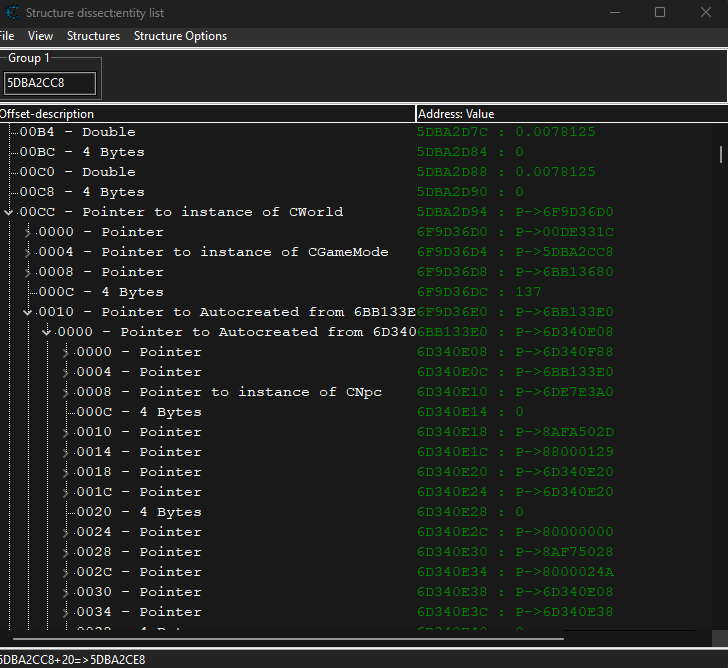 Structure dissect:entity list
File View Structures Structure Options
Group 1
5DBA2CC8
Offset-description Address: Value
00B4 - Double 5DBA2D7C : 0.0078125
00BC - 4 Bytes 5DBA2D84 : 0
00C0 - Double 5DBA2D88 : 0.0078125
00C8 - 4 Bytes 5DBA2D90 : 0
00CC - Pointer to instance of CWorld 5DBA2D94 : P->6F9D36D0
0000 - Pointer 6F9D36D0 : P->00DE331C
0004 - Pointer to instance of CGameMode 6F9D36D4 : P->5DBA2CC8
0008 - Pointer 6F9D36D8 : P->6BB13680
000C - 4 Bytes 6F9D36DC : 137
0010 - Pointer to Autocreated from 6BB133E 6F9D36E0 : P->6BB133E0
0000 - Pointer to Autocreated from 6D340 6BB133E0 : P->6D340E08
0000 - Pointer 6D340E08 : P->6D340F88
0004 - Pointer 6D340E0C : P->6BB133E0
0008 - Pointer to instance of CNpc 6D340E10 : P->6DE7E3A0
000C - 4 Bytes 6D340E14 : 0
0010 - Pointer 6D340E18 : P->8AFA502D
0014 - Pointer 6D340E1C : P->88000129
0018 - Pointer 6D340E20 : P->6D340E20
001C - Pointer 6D340E24 : P->6D340E20
0020 - 4 Bytes 6D340E28 : 0
0024 - Pointer 6D340E2C : P->80000000
0028 - Pointer 6D340E30 : P->8AF75028
002C - Pointer 6D340E34 : P->8000024A
0030 - Pointer 6D340E38 : P->6D340E08
0034 - Pointer 6D340E3C : P->6D340E38
5DBA2CC8+20=>5DBA2CE8